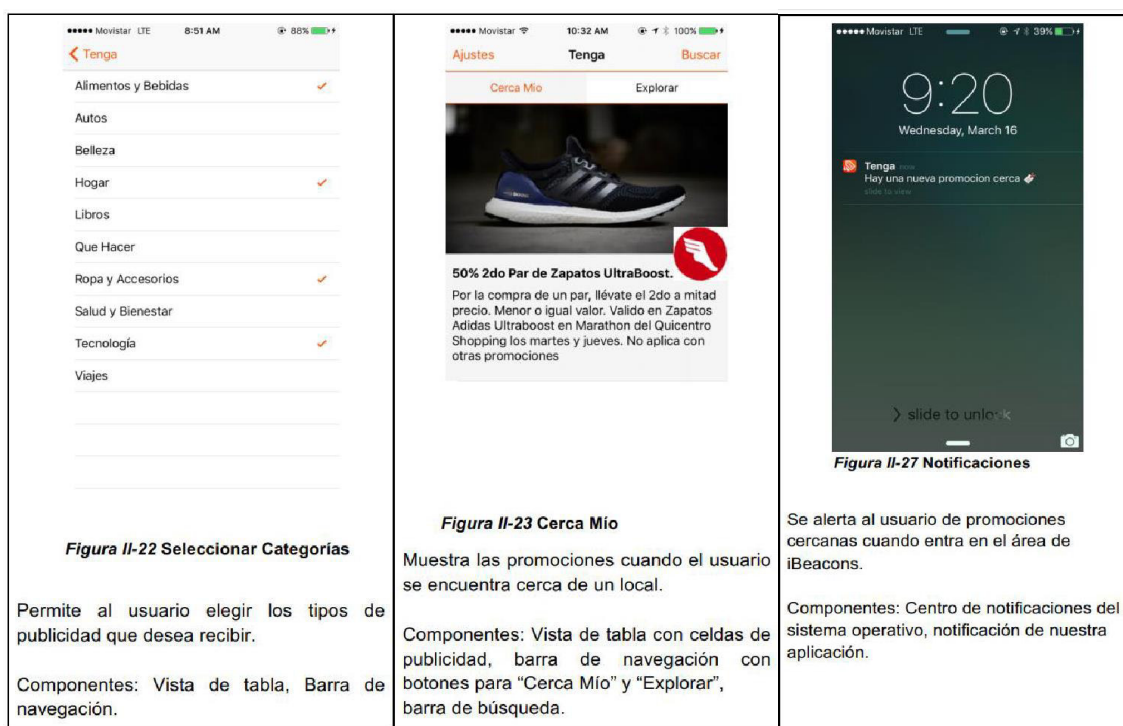 Movistar LTE 8:51 AM 88%
Tenga
Alimentos y Bebidas
Autos
Belleza
Hogar
Libros
Que Hacer
Ropa y Accesorios
Salud y Bienestar
Tecnología
Viajes
Figura II-22 Seleccionar Categorías
Permite al usuario elegir los tipos de
publicidad que desea recibir.
Componentes: Vista de tabla, Barra de
navegación.
Movistar 10:32 AM 100%
Ajustes Tenga Buscar
Cerca Mio Explorar
50% 2do Par de Zapatos UltraBoost.
Por la compra de un par, llévate el 2do a mitad
precio. Menor o igual valor. Valido en Zapatos
Adidas Ultraboost en Marathon del Quicentro
Shopping los martes y jueves. No aplica con
otras promociones
Figura II-23 Cerca Mío
Muestra las promociones cuando el usuario
se encuentra cerca de un local.
Componentes: Vista de tabla con celdas de
publicidad, barra de navegación con
botones para “Cerca Mío” y “Explorar”,
barra de búsqueda.
Movistar LTE 39%
9:20
Wednesday, March 16
Tenga now
Hay una nueva promocion cerca
slide to view
slide to unlock
Figura II-27 Notificaciones
Se alerta al usuario de promociones
cercanas cuando entra en el área de
iBeacons.
Componentes: Centro de notificaciones del
sistema operativo, notificación de nuestra
aplicación.